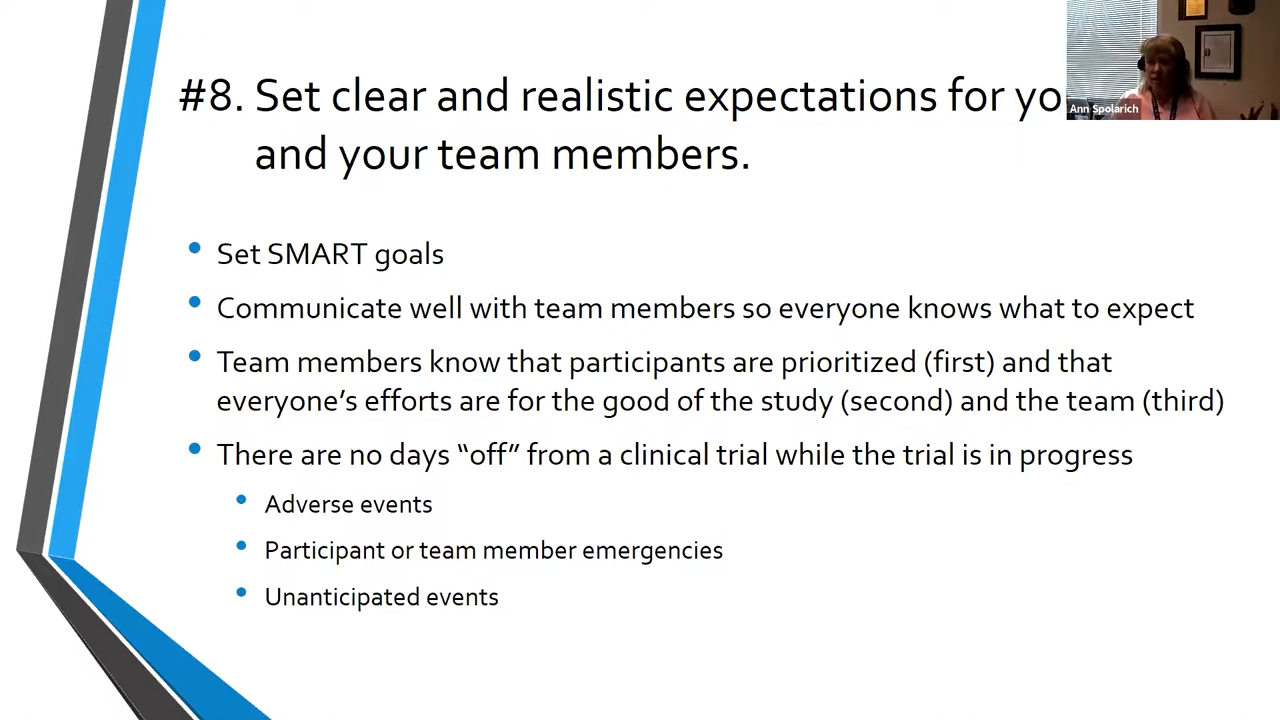 #8. Set clear and realistic expectations for yo
and your team members.
Ann Spolarich
• Set SMART goals
• Communicate well with team members so everyone knows what to expect
• Team members know that participants are prioritized (first) and that
everyone’s efforts are for the good of the study (second) and the team (third)
• There are no days “off” from a clinical trial while the trial is in progress
• Adverse events
• Participant or team member emergencies
• Unanticipated events